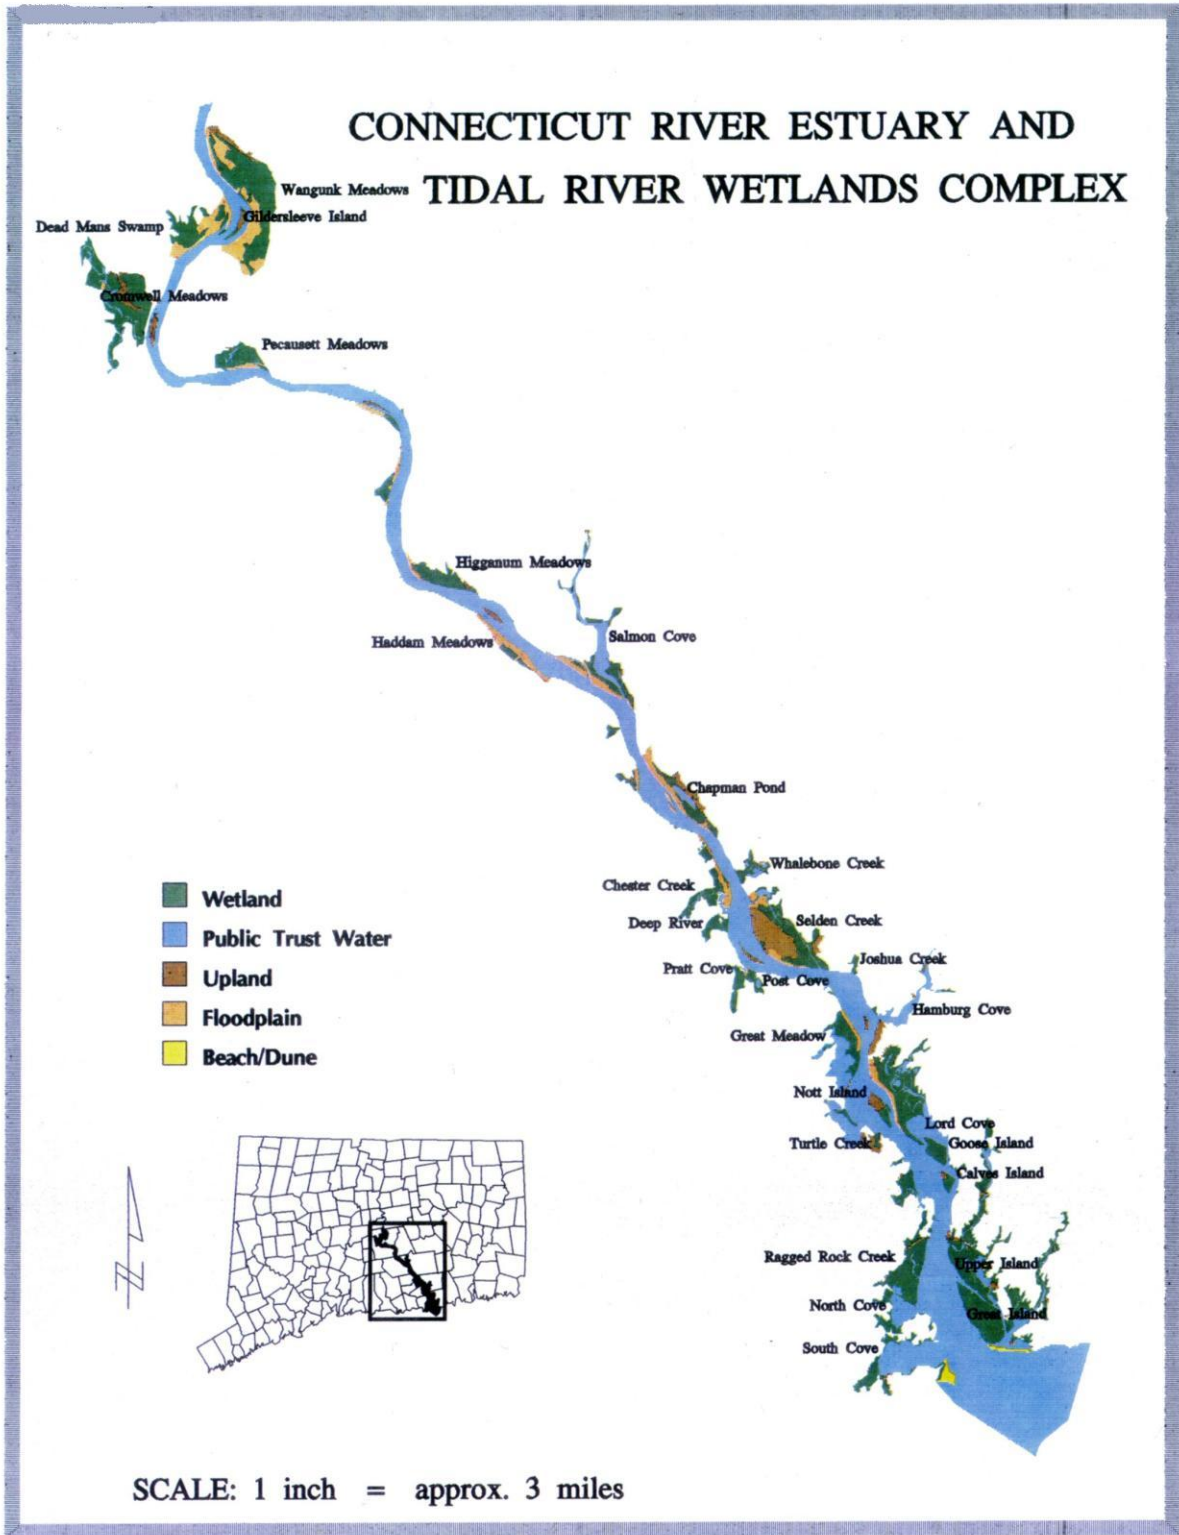 CONNECTICUT RIVER ESTUARY AND
TIDAL RIVER WETLANDS COMPLEX
Wangunk Meadows
Gildersleeve Island
Dead Mans Swamp
Cromwell Meadows
Pecausett Meadows
Higganum Meadows
Haddam Meadows
Salmon Cove
Chapman Pond
Whalebone Creek
Chester Creek
Deep River
Selden Creek
Pratt Cove
Post Cove
Joshua Creek
Hamburg Cove
Great Meadow
Nott Island
Lord Cove
Turtle Creek
Goose Island
Calves Island
Ragged Rock Creek
Upper Island
North Cove
Great Island
South Cove
Wetland
Public Trust Water
Upland
Floodplain
Beach/Dune
N
SCALE: 1 inch = approx. 3 miles